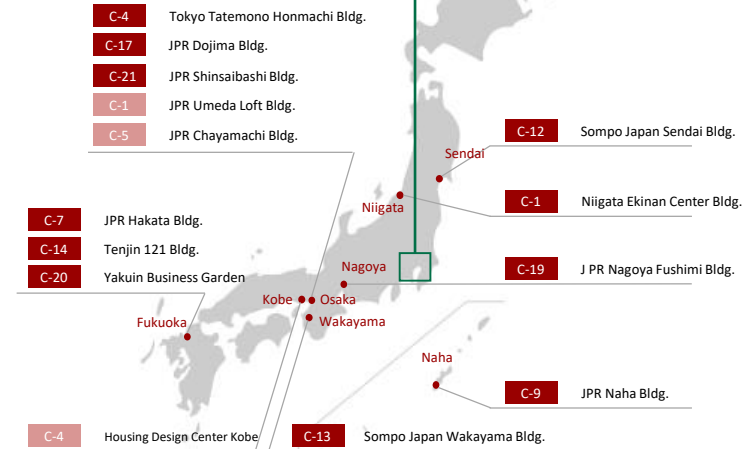 C-4 Tokyo Tatemono Honmachi Bldg.
C-17 JPR Dojima Bldg.
C-21 JPR Shinsaibashi Bldg.
C-1 JPR Umeda Loft Bldg.
C-5 JPR Chayamachi Bldg.
C-12 Sompo Japan Sendai Bldg.
Sendai
C-1 Niigata Ekinan Center Bldg.
Niigata
C-7 JPR Hakata Bldg.
C-14 Tenjin 121 Bldg.
C-20 Yakuin Business Garden
Nagoya
C-19 J PR Nagoya Fushimi Bldg.
Kobe
Osaka
Wakayama
Fukuoka
Naha
C-9 JPR Naha Bldg.
C-4 Housing Design Center Kobe
C-13 Sompo Japan Wakayama Bldg.